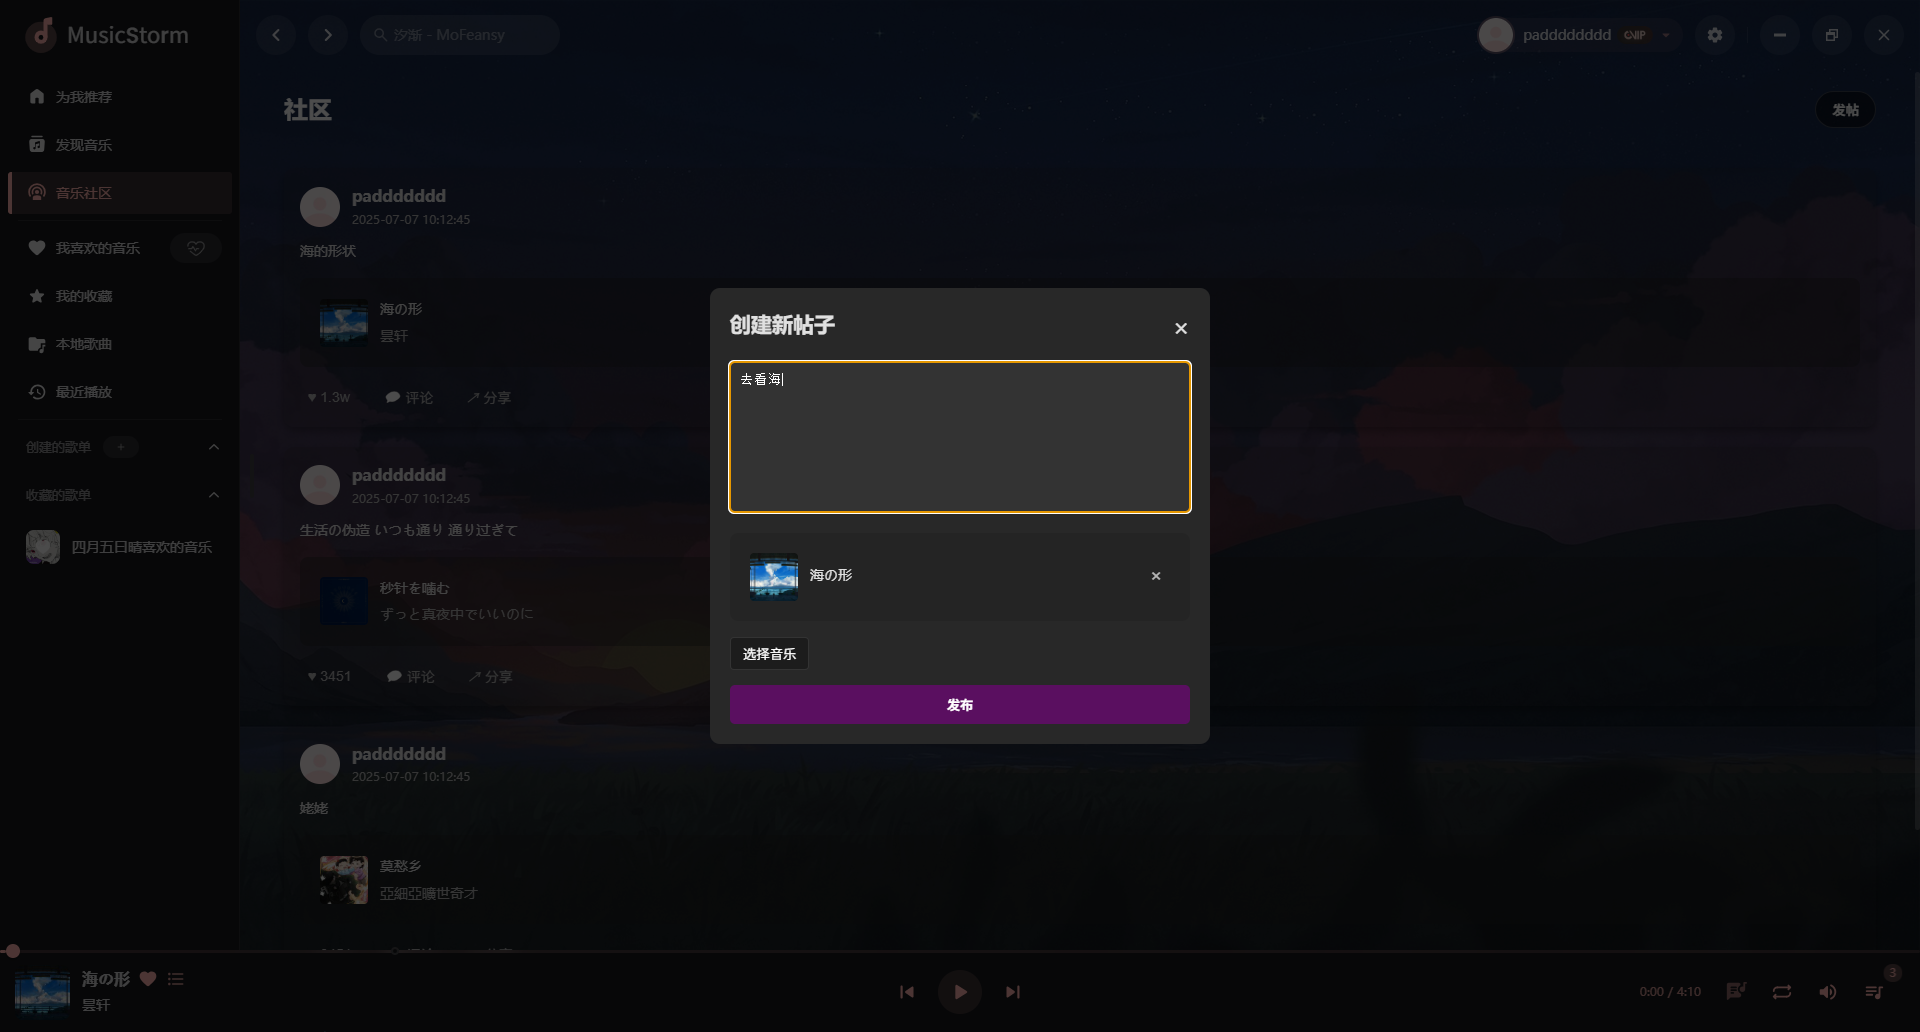 MusicStorm
汐渐 - MoFeansy
padddddddd
VIP
为我推荐
发现音乐
音乐社区
我喜欢的音乐
我的收藏
本地歌曲
最近播放
创建的歌单 +
收藏的歌单
四月五日晴喜欢的音乐
社区
发帖
paddddddd
2025-07-07 10:12:45
海的形状
海の形
昙轩
♥ 1.3w
评论
分享
paddddddd
2025-07-07 10:12:45
生活の伪造 いつも通り 通り过ぎて
秒针を噛む
ずっと真夜中でいいのに
♥ 3451
评论
分享
paddddddd
2025-07-07 10:12:45
姥姥
莫愁乡
亞細亞曠世奇才
创建新帖子
去看海
海の形
选择音乐
发布
海の形
昙轩
0:00 / 4:10
3